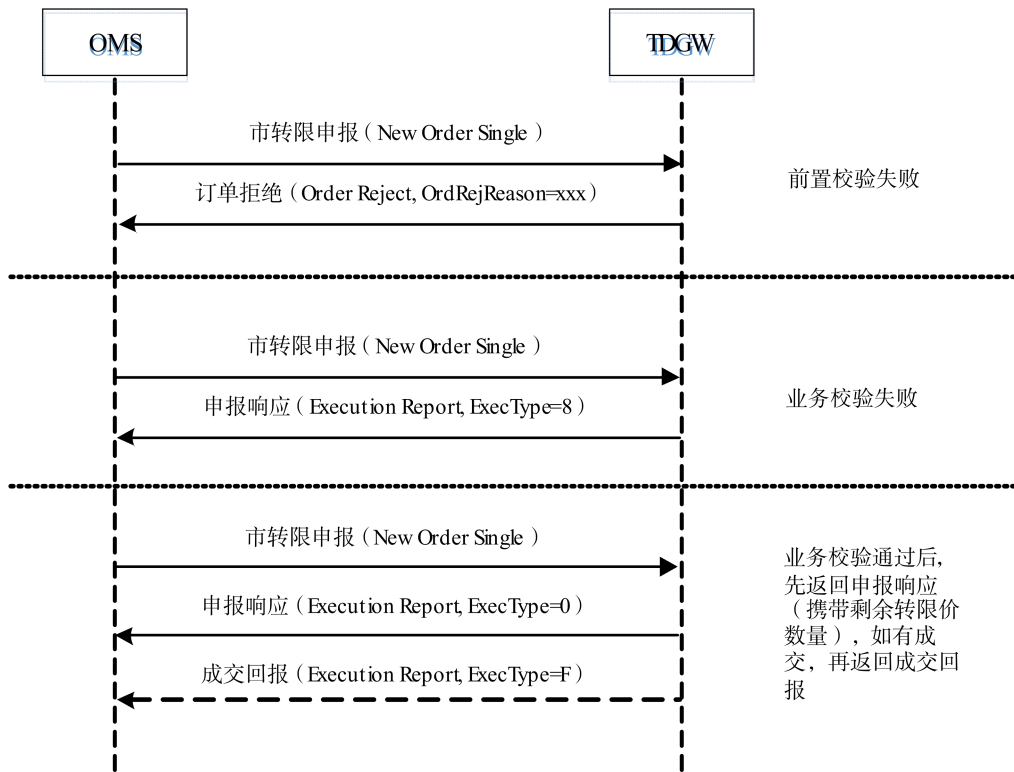 OMS
TDGW
市转限申报（New Order Single）
订单拒绝（Order Reject, OrdRejReason=xxx）
前置校验失败
市转限申报（New Order Single）
申报响应（Execution Report, ExecType=8）
业务校验失败
市转限申报（New Order Single）
申报响应（Execution Report, ExecType=0）
成交回报（Execution Report, ExecType=F）
业务校验通过后,
先返回申报响应
（携带剩余转限价
数量），如有成
交，再返回成交回
报